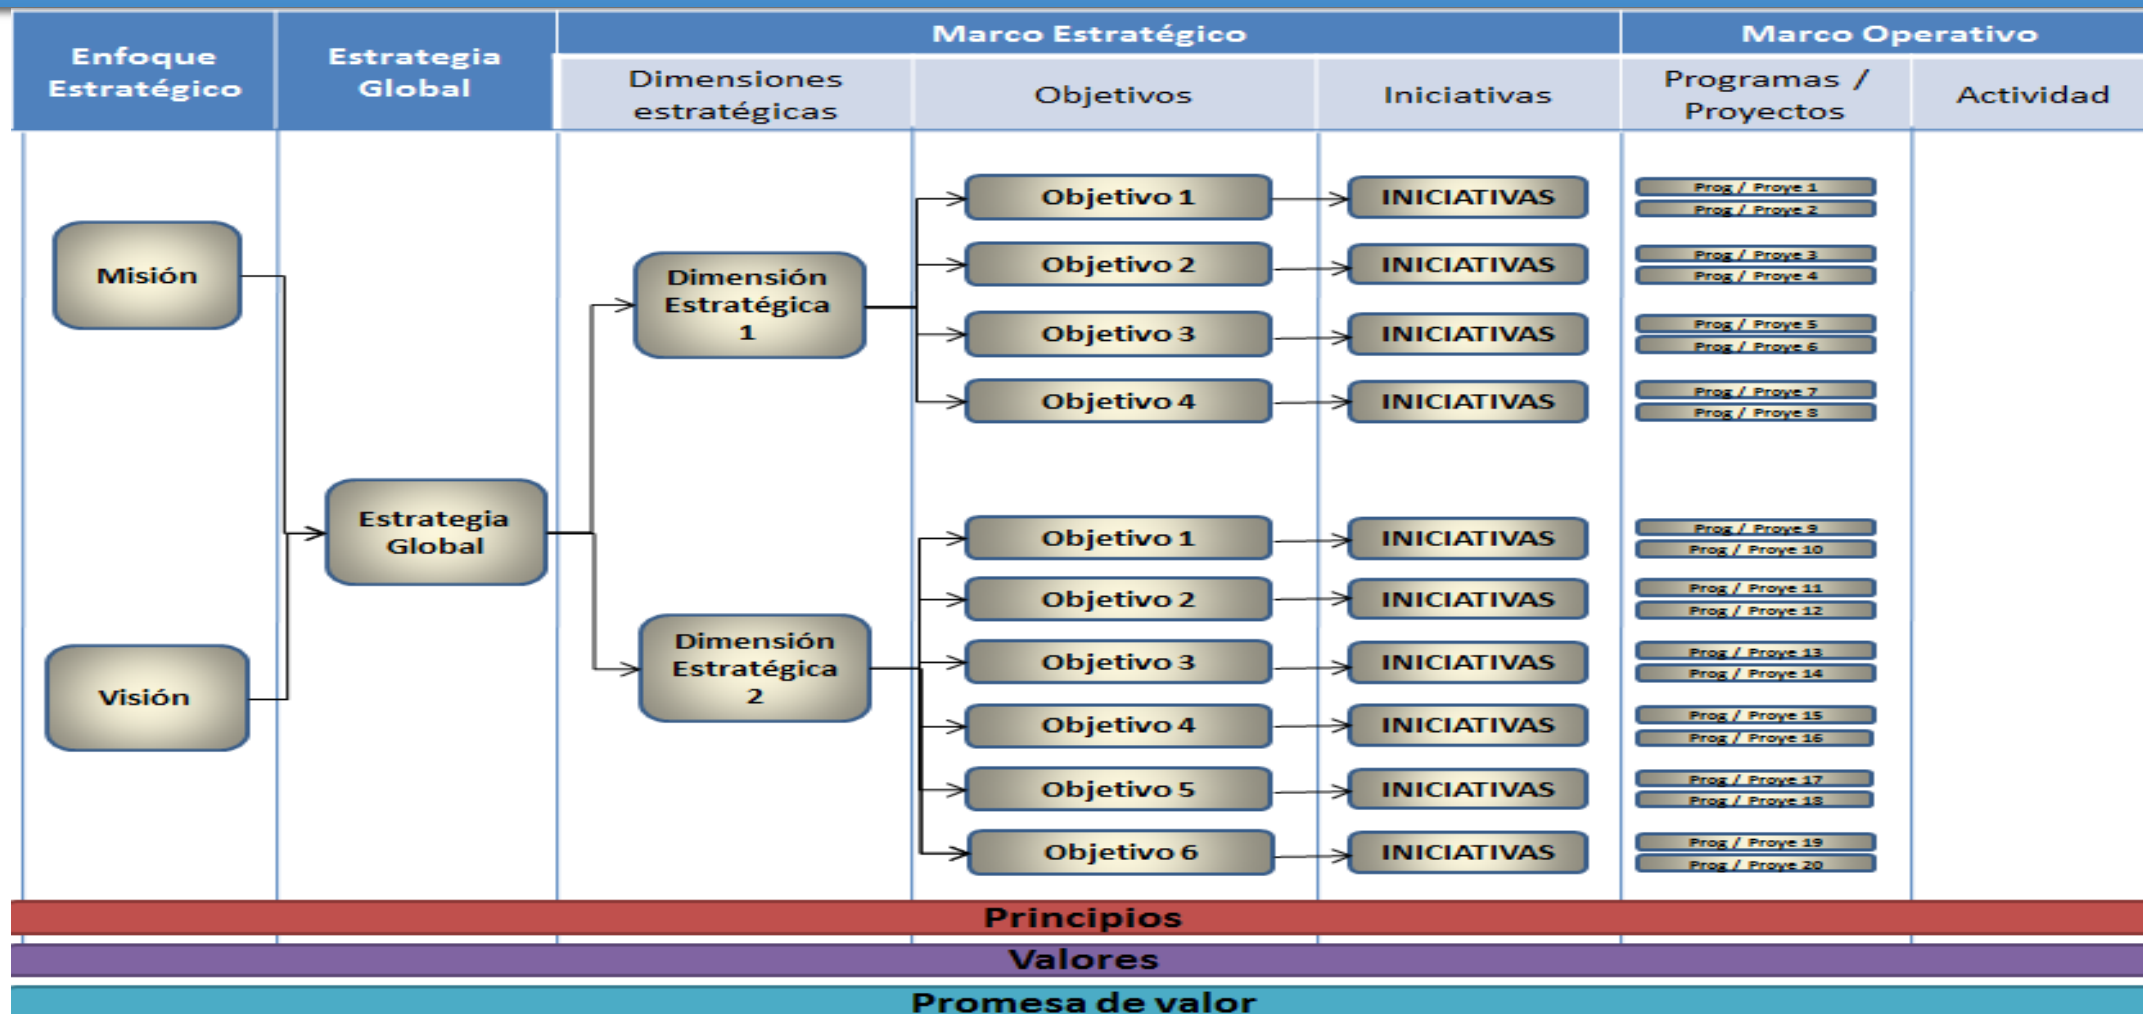 Enfoque
Estratégico
Estrategia
Global
Marco Estratégico
Marco Operativo
Dimensiones
estratégicas
Objetivos
Iniciativas
Programas /
Proyectos
Actividad
Misión
Visión
Estrategia
Global
Dimensión
Estratégica
1
Objetivo 1
INICIATIVAS
Prog / Proye 1
Prog / Proye 2
Objetivo 2
INICIATIVAS
Prog / Proye 3
Prog / Proye 4
Objetivo 3
INICIATIVAS
Prog / Proye 5
Prog / Proye 6
Objetivo 4
INICIATIVAS
Prog / Proye 7
Prog / Proye 8
Dimensión
Estratégica
2
Objetivo 1
INICIATIVAS
Prog / Proye 9
Prog / Proye 10
Objetivo 2
INICIATIVAS
Prog / Proye 11
Prog / Proye 12
Objetivo 3
INICIATIVAS
Prog / Proye 13
Prog / Proye 14
Objetivo 4
INICIATIVAS
Prog / Proye 15
Prog / Proye 16
Objetivo 5
INICIATIVAS
Prog / Proye 17
Prog / Proye 18
Objetivo 6
INICIATIVAS
Prog / Proye 19
Prog / Proye 20
Principios
Valores
Promesa de valor